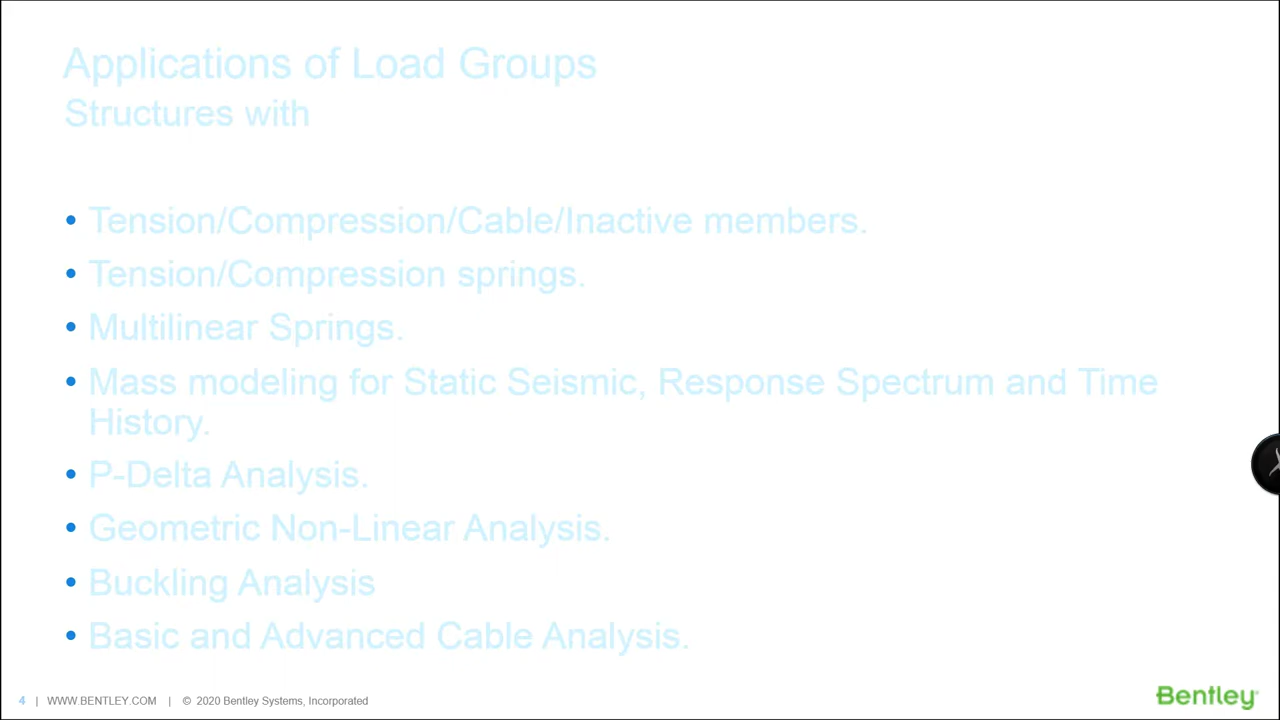 Applications of Load Groups
Structures with
• Tension/Compression/Cable/Inactive members.
• Tension/Compression springs.
• Multilinear Springs.
• Mass modeling for Static Seismic, Response Spectrum and Time
History.
• P-Delta Analysis.
• Geometric Non-Linear Analysis.
• Buckling Analysis
• Basic and Advanced Cable Analysis.
4 | WWW.BENTLEY.COM | © 2020 Bentley Systems, Incorporated
Bentley